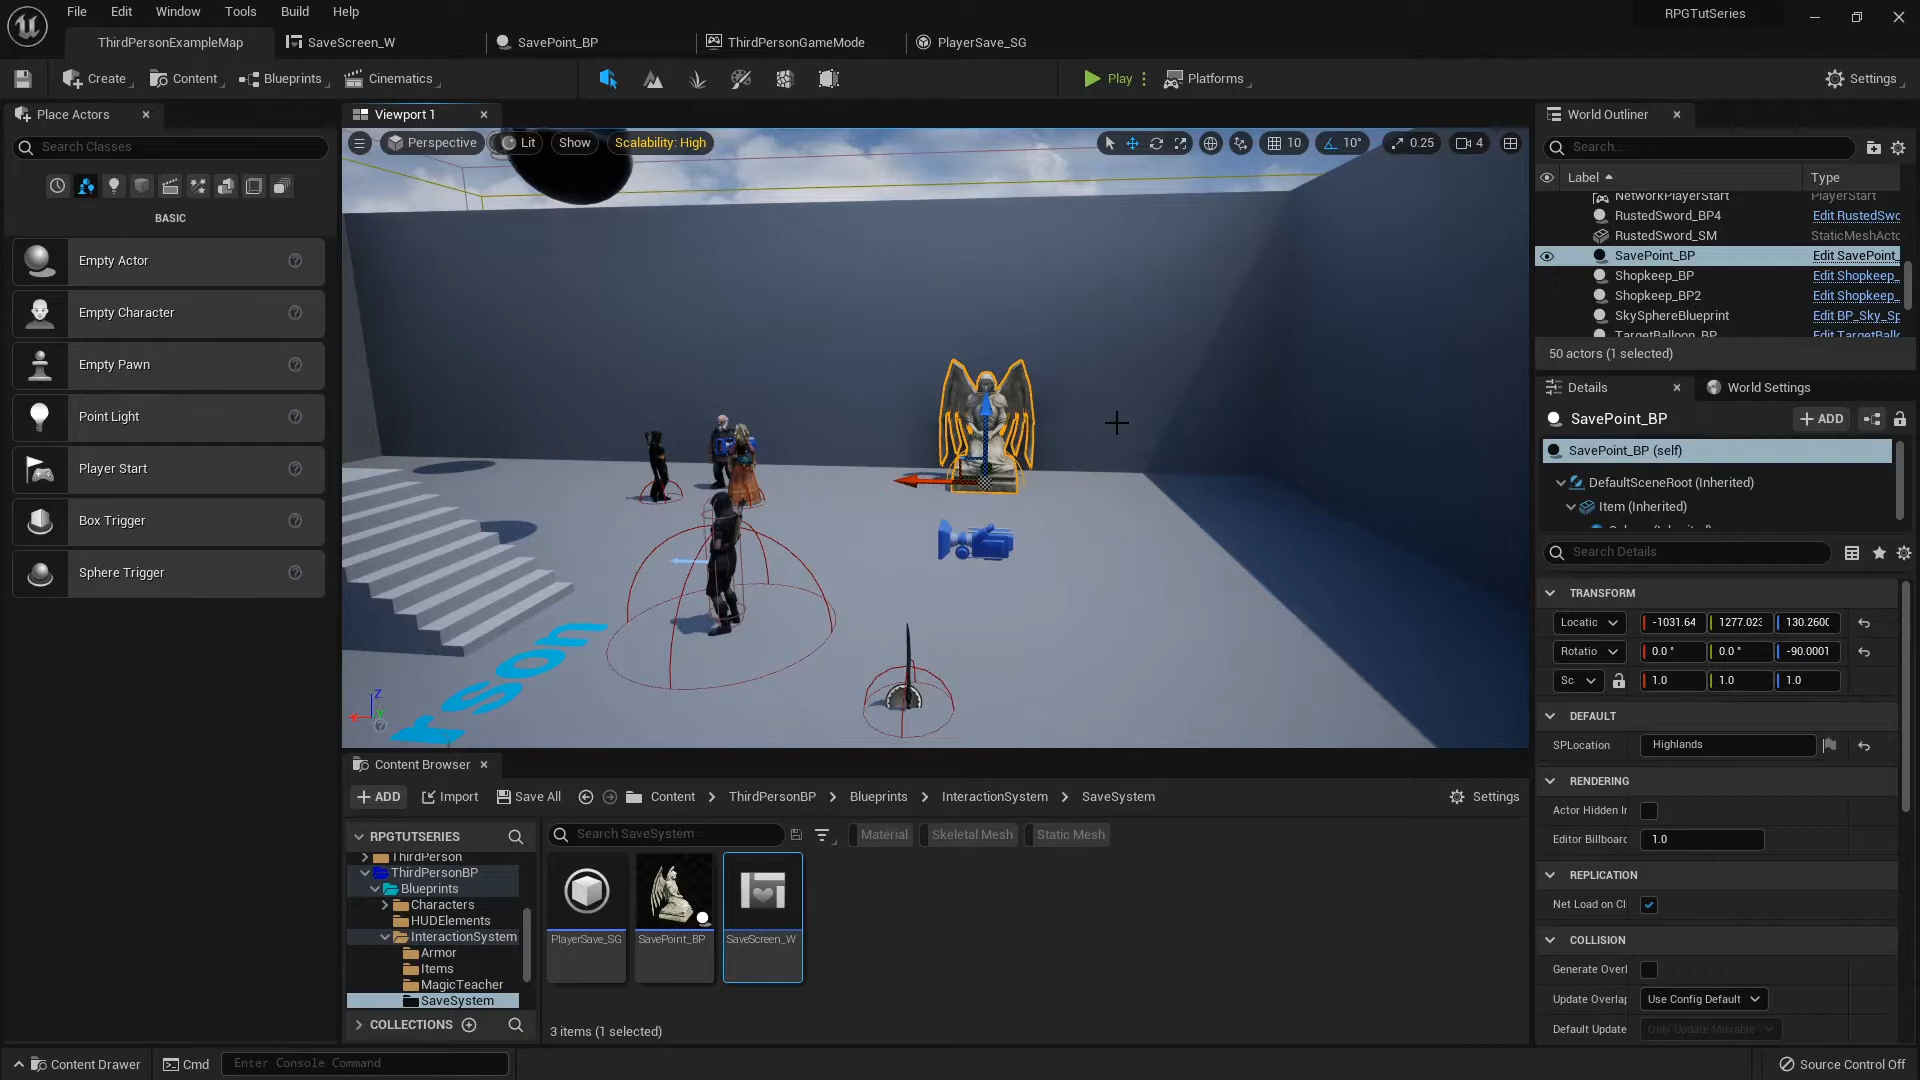 File Edit Window Tools Build Help
RPGTutSeries
ThirdPersonExampleMap SaveScreen_W SavePoint_BP ThirdPersonGameMode PlayerSave_SG
Create Content Blueprints Cinematics Play Platforms Settings
Place Actors
Search Classes
BASIC
Empty Actor
Empty Character
Empty Pawn
Point Light
Player Start
Box Trigger
Sphere Trigger
Viewport 1
Perspective Lit Show Scalability: High 10 10° 0.25 4
rson
Z
World Outliner
Search...
Label Type
NetworkPlayerStart PlayerStart
RustedSword_BP4 Edit RustedSwo
RustedSword_SM StaticMeshActo
SavePoint_BP Edit SavePoint_
Shopkeep_BP Edit Shopkeep_
Shopkeep_BP2 Edit Shopkeep_
SkySphereBlueprint Edit BP_Sky_Sp
TargetBalloon_BP Edit TargetBallo
50 actors (1 selected)
Details World Settings
SavePoint_BP ADD
SavePoint_BP (self)
DefaultSceneRoot (Inherited)
Item (Inherited)
Search Details
TRANSFORM
Locatio -1031.64 1277.023 130.2600
Rotatio 0.0 ° 0.0 ° -90.0001
Sc 1.0 1.0 1.0
DEFAULT
SPLocation Highlands
RENDERING
Actor Hidden In
Editor Billboard 1.0
REPLICATION
Net Load on Cl
COLLISION
Generate Overl
Update Overlap Use Config Default
Default Update Only Update Movable
Content Browser
ADD Import Save All Content ThirdPersonBP Blueprints InteractionSystem SaveSystem Settings
RPGTUTSERIES
ThirdPerson
ThirdPersonBP
Blueprints
Characters
HUDElements
InteractionSystem
Armor
Items
MagicTeacher
SaveSystem
COLLECTIONS
Search SaveSystem Material Skeletal Mesh Static Mesh
PlayerSave_SG SavePoint_BP SaveScreen_W
3 items (1 selected)
Content Drawer Cmd Enter Console Command Source Control Off